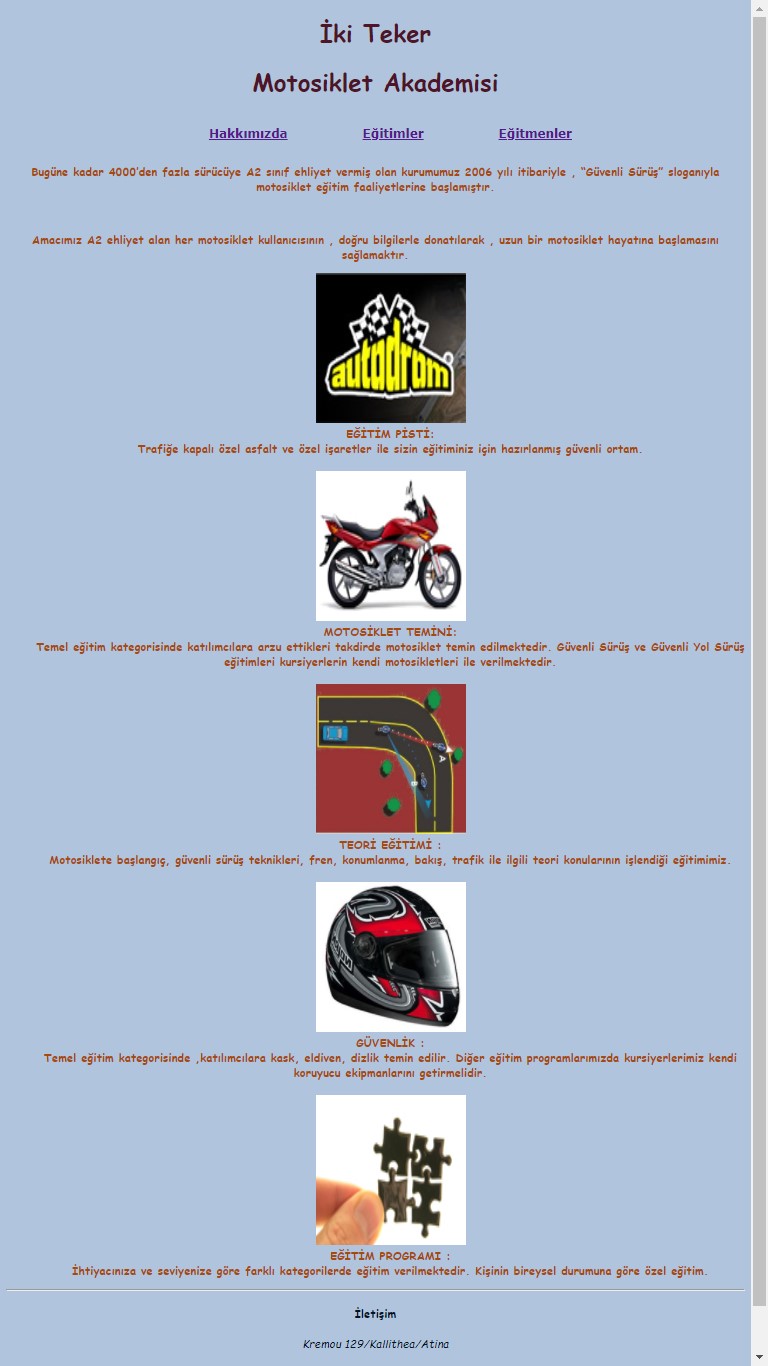 İki Teker
Motosiklet Akademisi
Hakkımızda Eğitimler Eğitmenler
Bugüne kadar 4000'den fazla sürücüye A2 sınıf ehliyet vermiş olan kurumumuz 2006 yılı itibariyle , “Güvenli Sürüş” sloganıyla
motosiklet eğitim faaliyetlerine başlamıştır.
Amacımız A2 ehliyet alan her motosiklet kullanıcısının , doğru bilgilerle donatılarak , uzun bir motosiklet hayatına başlamasını
sağlamaktır.
autodrom
EĞİTİM PİSTİ:
Trafiğe kapalı özel asfalt ve özel işaretler ile sizin eğitiminiz için hazırlanmış güvenli ortam.
MOTOSİKLET TEMİNİ:
Temel eğitim kategorisinde katılımcılara arzu ettikleri takdirde motosiklet temin edilmektedir. Güvenli Sürüş ve Güvenli Yol Sürüş
eğitimleri kursiyerlerin kendi motosikletleri ile verilmektedir.
A
B
TEORİ EĞİTİMİ :
Motosiklete başlangıç, güvenli sürüş teknikleri, fren, konumlanma, bakış, trafik ile ilgili teori konularının işlendiği eğitimimiz.
GÜVENLİK :
Temel eğitim kategorisinde ,katılımcılara kask, eldiven, dizlik temin edilir. Diğer eğitim programlarımızda kursiyerlerimiz kendi
koruyucu ekipmanlarını getirmelidir.
EĞİTİM PROGRAMI :
İhtiyacınıza ve seviyenize göre farklı kategorilerde eğitim verilmektedir. Kişinin bireysel durumuna göre özel eğitim.
İletişim
Kremou 129/Kallithea/Atina